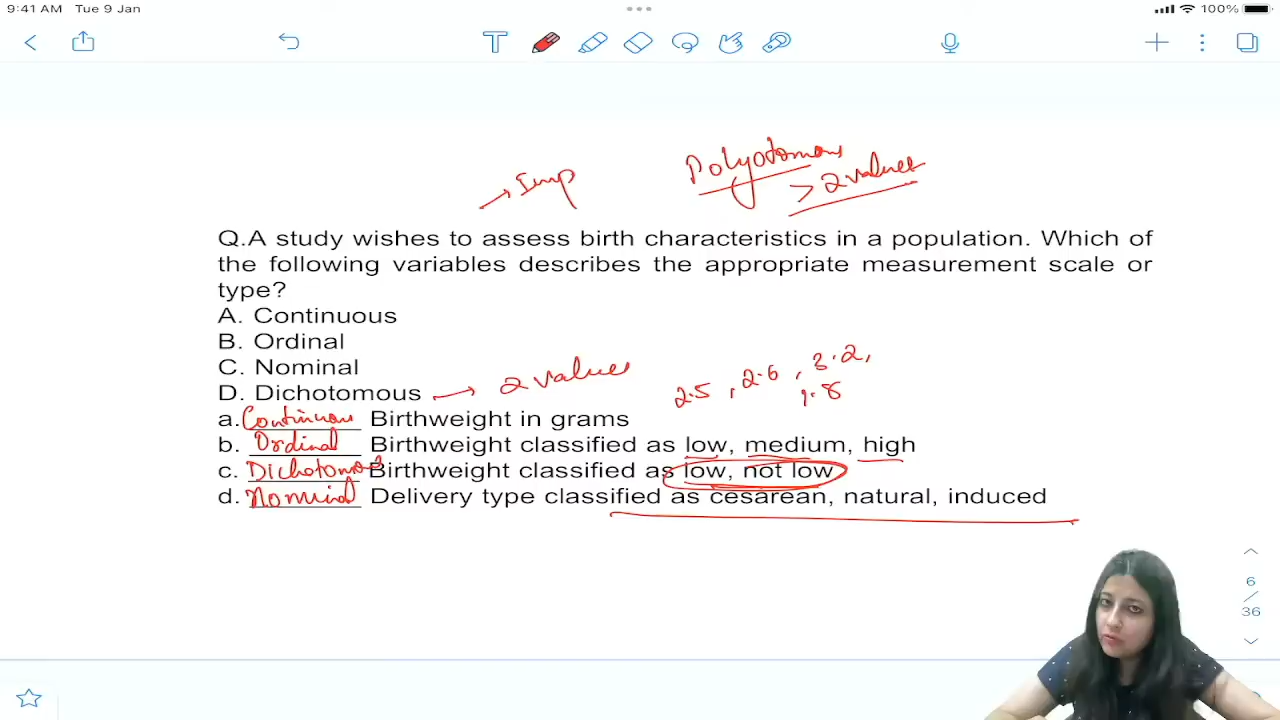 9:41 AM Tue 9 Jan
100%
Polyotomous
→ Imp
> 2 values
Q.A study wishes to assess birth characteristics in a population. Which of
the following variables describes the appropriate measurement scale or
type?
A. Continuous
B. Ordinal
C. Nominal
D. Dichotomous → 2 values
2.5, 2.6, 3.2,
1.8
a. Continuous Birthweight in grams
b. Ordinal Birthweight classified as low, medium, high
c. Dichotomous Birthweight classified as low, not low
d. Nominal Delivery type classified as cesarean, natural, induced
6
/
36